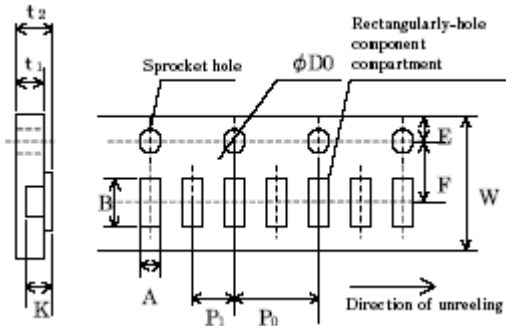 t₂
t₁
Sprocket hole
ϕD0
Rectangularly-hole
component
compartment
E
F
W
B
K
A
P₁
P₀
Direction of unreeling